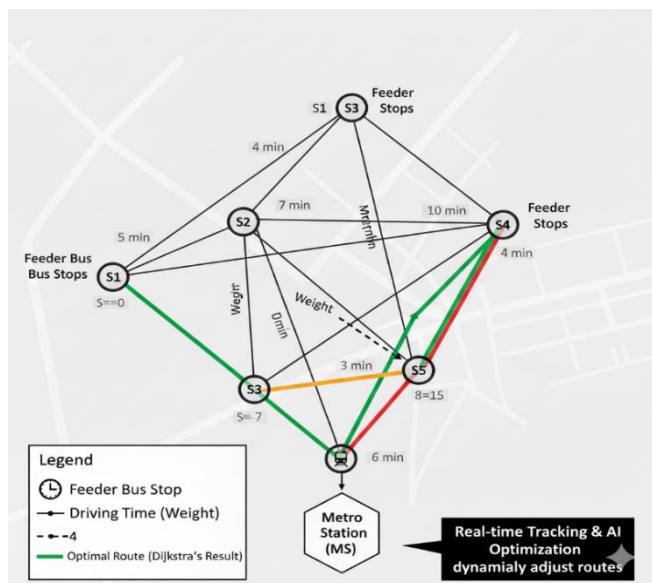 Feeder
Stops
S1
S3
4 min
7 min
10 min
S2
S4
Feeder
Stops
4 min
5 min
Feeder Bus
Bus Stops
S1
S==0
Weight
3 min
S3
S5
S=-7
8=15
6 min
Legend
Feeder Bus Stop
Driving Time (Weight)
4
Optimal Route (Dijkstra's Result)
Metro
Station
(MS)
Real-time Tracking & AI
Optimization
dynamialy adjust routes